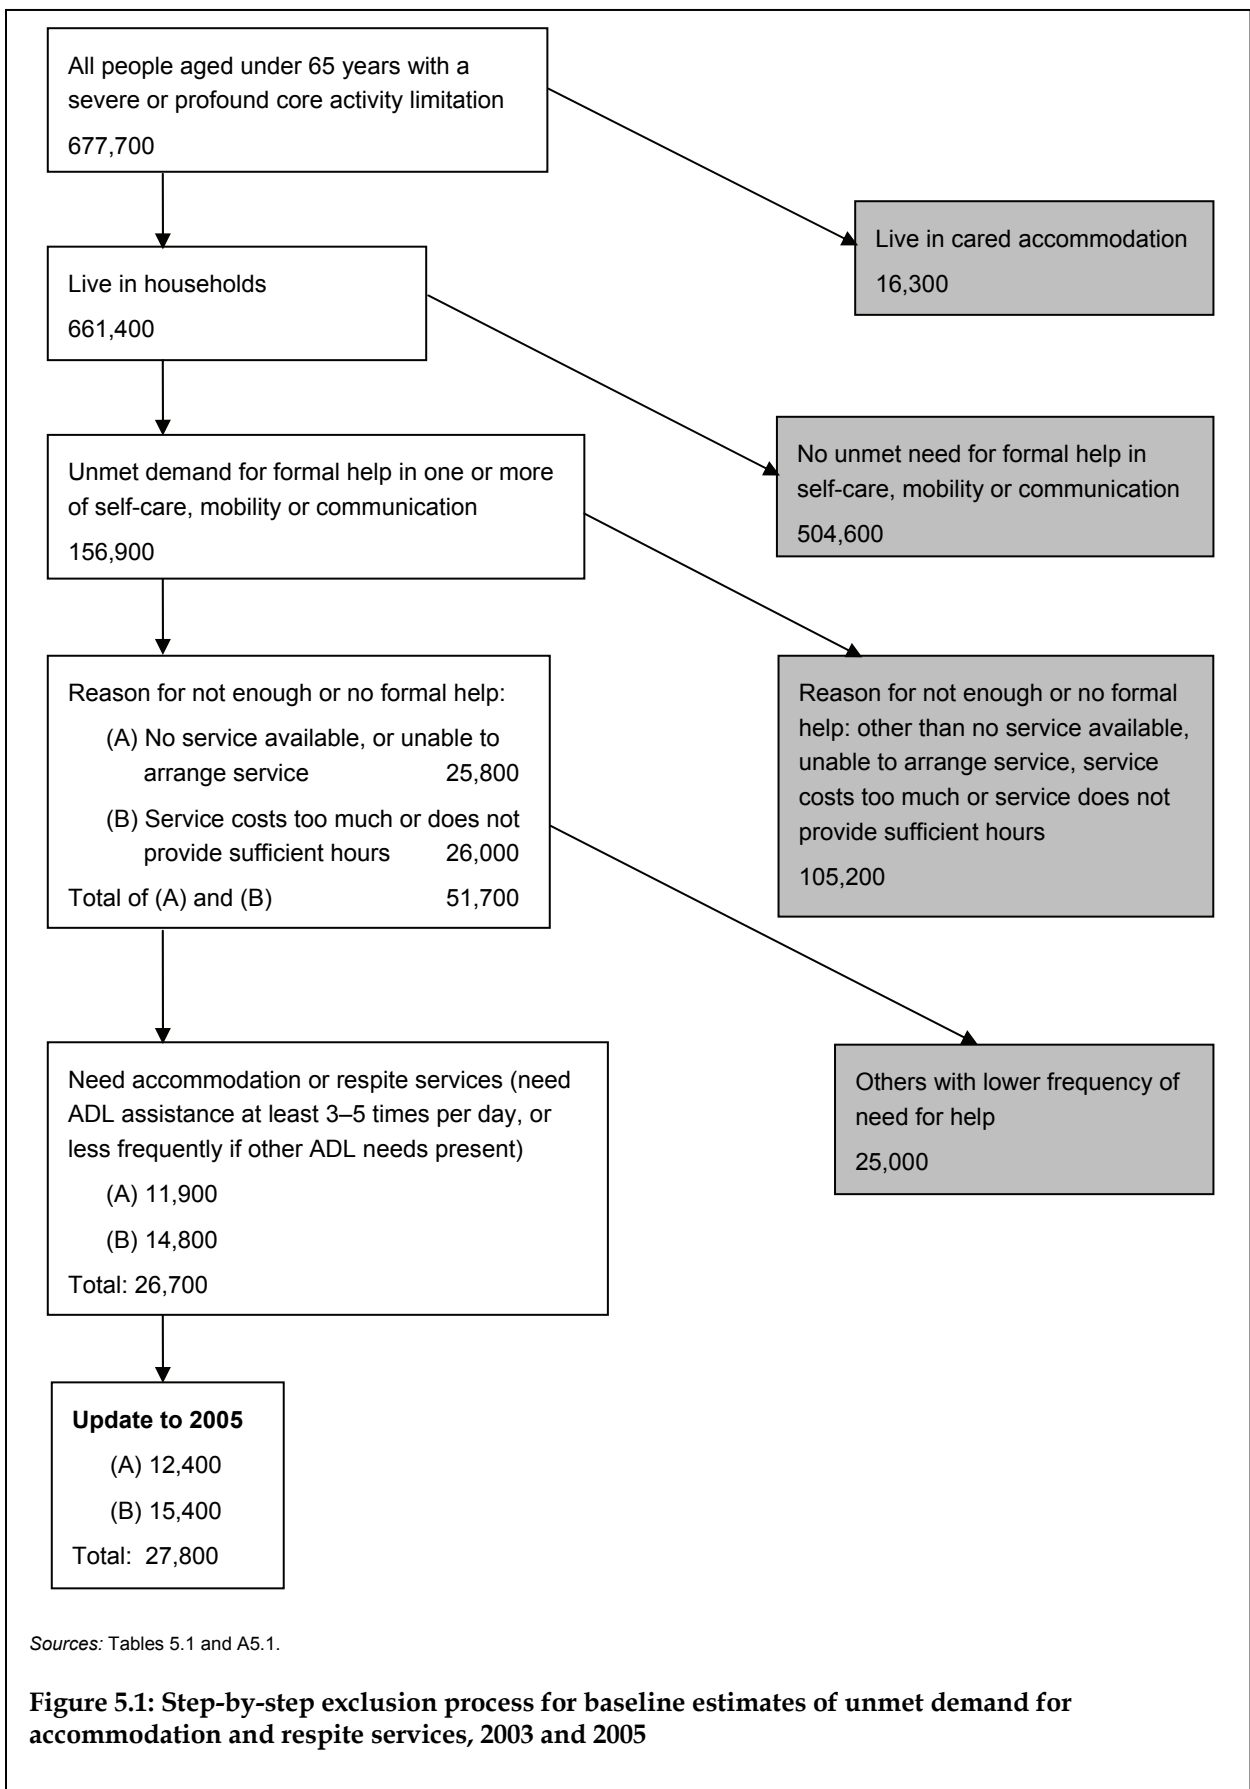 All people aged under 65 years with a
severe or profound core activity limitation
677,700
Live in cared accommodation
16,300
Live in households
661,400
No unmet need for formal help in
self-care, mobility or communication
504,600
Unmet demand for formal help in one or more
of self-care, mobility or communication
156,900
Reason for not enough or no formal help:
(A) No service available, or unable to
arrange service 25,800
(B) Service costs too much or does not
provide sufficient hours 26,000
Total of (A) and (B) 51,700
Reason for not enough or no formal
help: other than no service available,
unable to arrange service, service
costs too much or service does not
provide sufficient hours
105,200
Need accommodation or respite services (need
ADL assistance at least 3–5 times per day, or
less frequently if other ADL needs present)
(A) 11,900
(B) 14,800
Total: 26,700
Others with lower frequency of
need for help
25,000
Update to 2005
(A) 12,400
(B) 15,400
Total: 27,800
Sources: Tables 5.1 and A5.1.
Figure 5.1: Step-by-step exclusion process for baseline estimates of unmet demand for
accommodation and respite services, 2003 and 2005